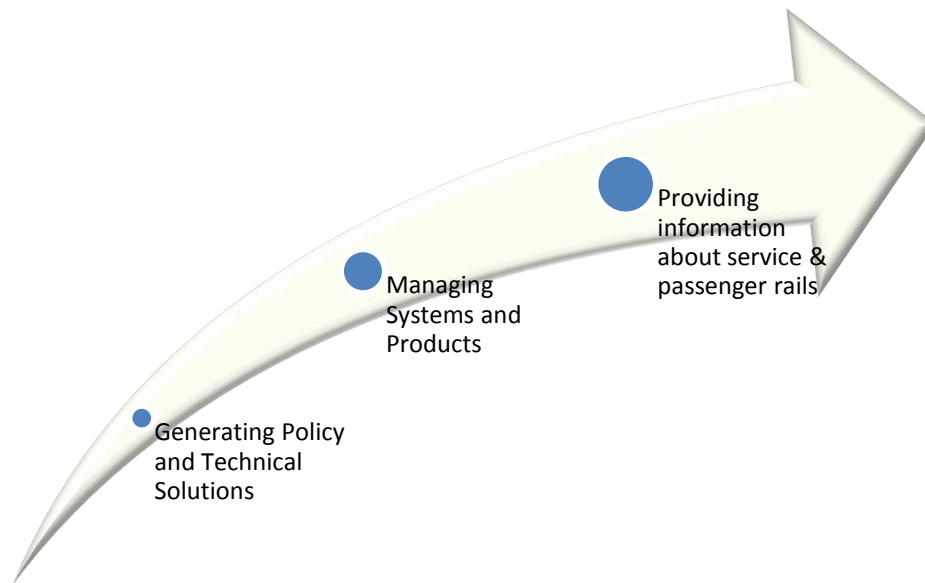 Providing
information
about service &
passenger rails
Managing
Systems and
Products
Generating Policy
and Technical
Solutions